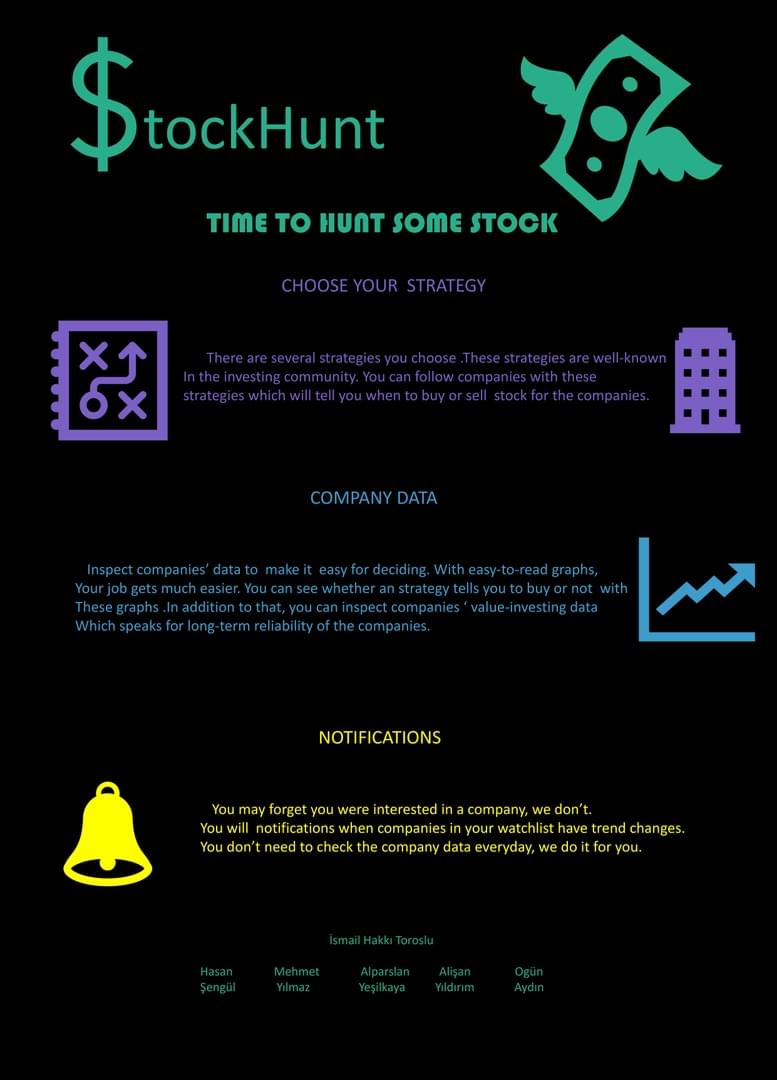 $tockHunt
TIME TO HUNT SOME STOCK
CHOOSE YOUR  STRATEGY
There are several strategies you choose .These strategies are well-known
In the investing community. You can follow companies with these
strategies which will tell you when to buy or sell  stock for the companies.
COMPANY DATA
Inspect companies’ data to  make it  easy for deciding. With easy-to-read graphs,
Your job gets much easier. You can see whether an strategy tells you to buy or not  with
These graphs .In addition to that, you can inspect companies ‘ value-investing data
Which speaks for long-term reliability of the companies.
NOTIFICATIONS
You may forget you were interested in a company, we don’t.
You will  notifications when companies in your watchlist have trend changes.
You don’t need to check the company data everyday, we do it for you.
İsmail Hakkı Toroslu
Hasan Mehmet Alparslan Alişan Ogün
Şengül Yılmaz Yeşilkaya Yıldırım Aydın